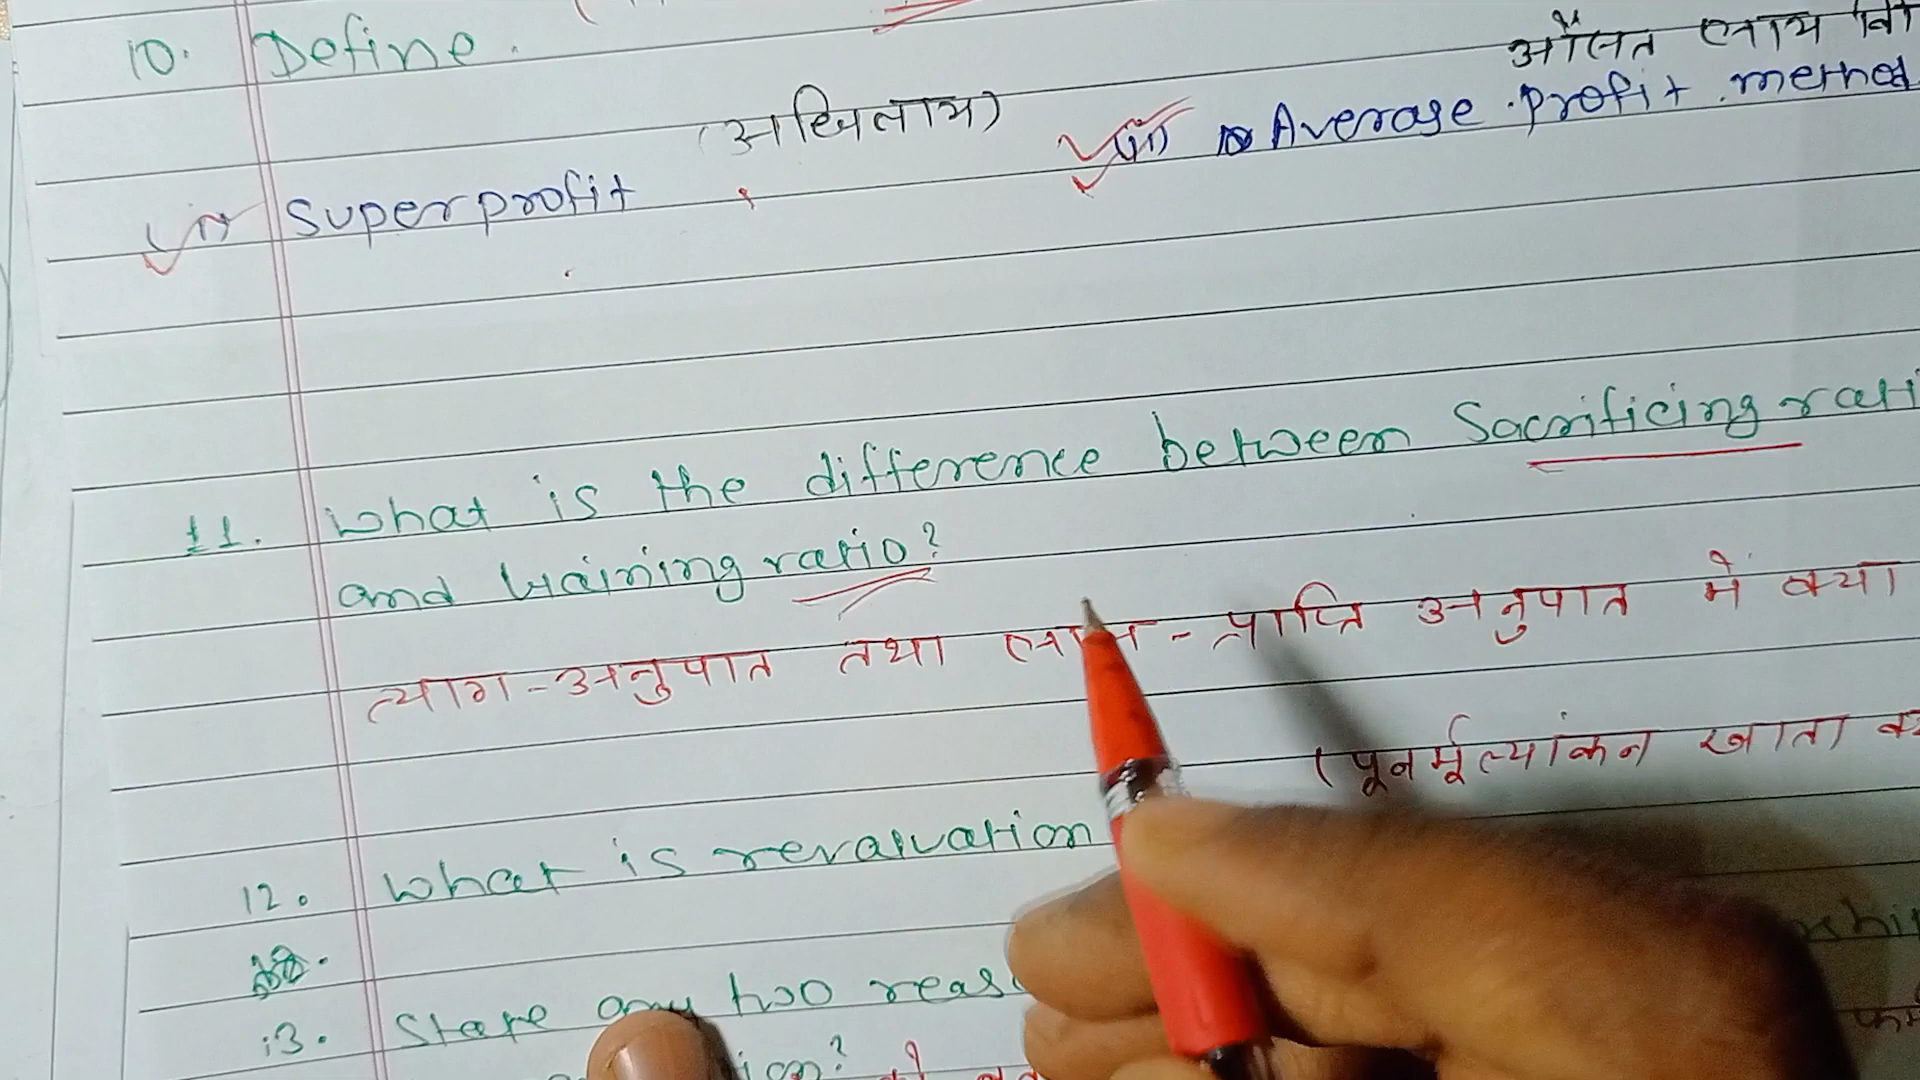 10. Define.
(अधिलाभ)
औसत लाभ
(i) Superprofit
(ii) Average profit method
11. What is the difference between Sacrificing rati
and Gaining ratio?
त्याग-अनुपात तथा लाभ-प्राप्ति अनुपात में क्या
(पूनर्मूल्यांकन खाता
12. What is revaluation
13. State any two